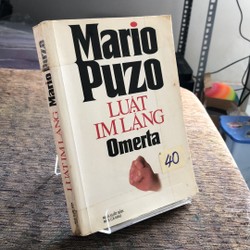 Mario
Puzo
LUẬT
IM LẶNG
Omerta
40
LUẬT IM LẶNG Mario Puzo